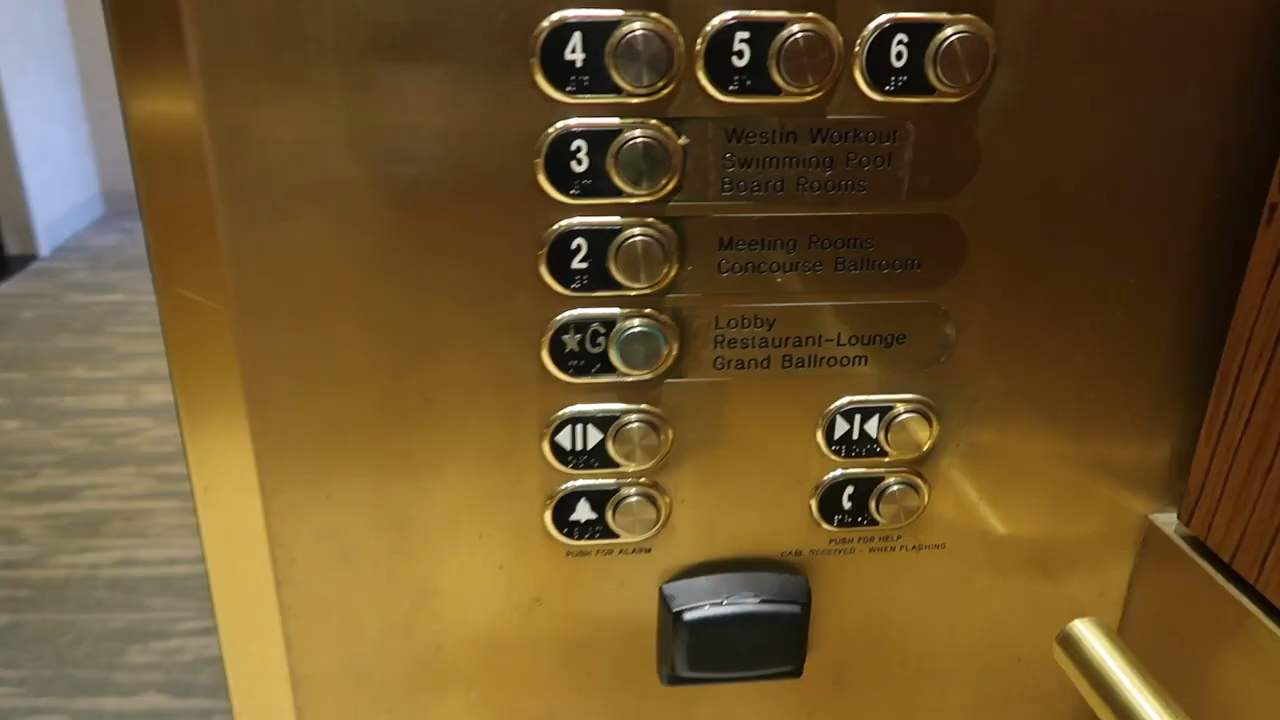 4 5 6
3
Westin Workout
Swimming Pool
Board Rooms
2
Meeting Rooms
Concourse Ballroom
★G
Lobby
Restaurant-Lounge
Grand Ballroom
PUSH FOR ALARM
PUSH FOR HELP
CALL RECEIVED - WHEN FLASHING